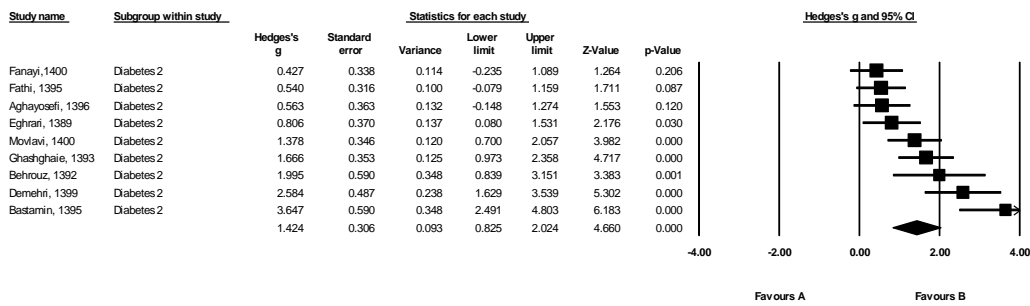 Study name Subgroup within study Statistics for each study Hedges's g and 95% CI
Hedges's Standard Lower Upper
g error Variance limit limit Z-Value p-Value
Fanayi,1400 Diabetes 2 0.427 0.338 0.114 -0.235 1.089 1.264 0.206
Fathi, 1395 Diabetes 2 0.540 0.316 0.100 -0.079 1.159 1.711 0.087
Aghayosefi, 1396 Diabetes 2 0.563 0.363 0.132 -0.148 1.274 1.553 0.120
Eghrari, 1389 Diabetes 2 0.806 0.370 0.137 0.080 1.531 2.176 0.030
Movlavi, 1400 Diabetes 2 1.378 0.346 0.120 0.700 2.057 3.982 0.000
Ghashghaie, 1393 Diabetes 2 1.666 0.353 0.125 0.973 2.358 4.717 0.000
Behrouz, 1392 Diabetes 2 1.995 0.590 0.348 0.839 3.151 3.383 0.001
Demehri, 1399 Diabetes 2 2.584 0.487 0.238 1.629 3.539 5.302 0.000
Bastamin, 1395 Diabetes 2 3.647 0.590 0.348 2.491 4.803 6.183 0.000
1.424 0.306 0.093 0.825 2.024 4.660 0.000
-4.00 -2.00 0.00 2.00 4.00
Favours A Favours B